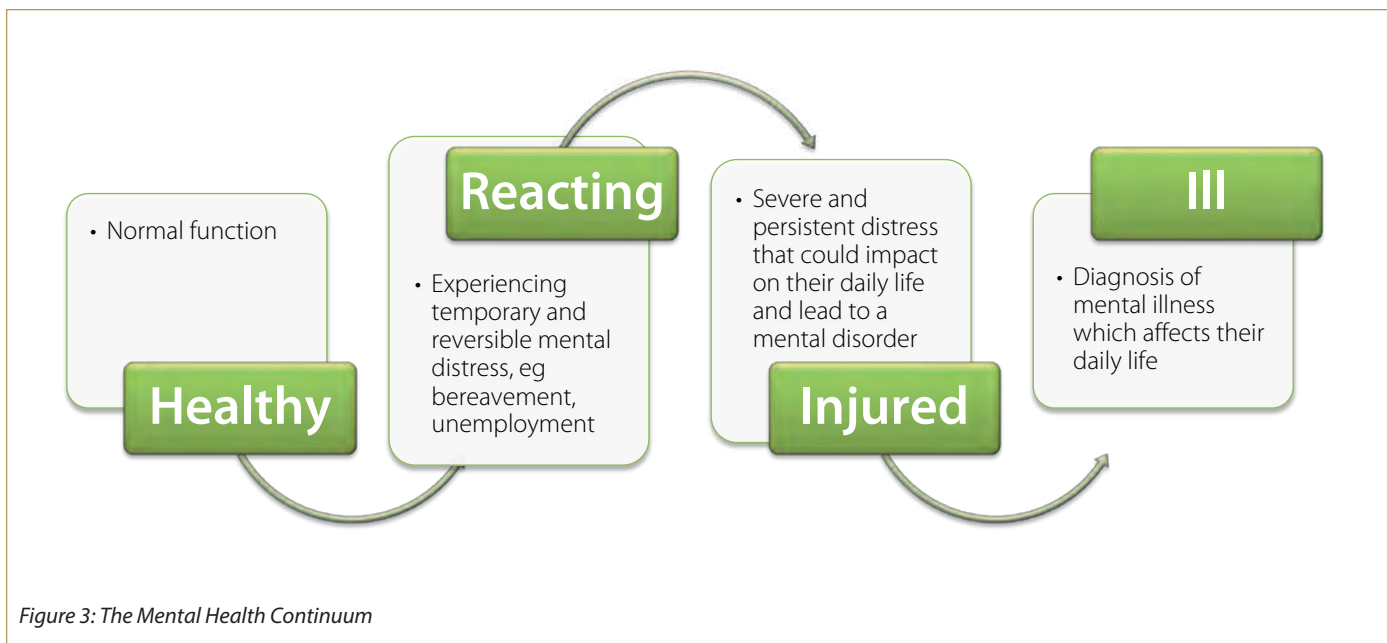 • Normal function
Healthy
Reacting
• Experiencing
temporary and
reversible mental
distress, eg
bereavement,
unemployment
• Severe and
persistent distress
that could impact
on their daily life
and lead to a
mental disorder
Injured
Ill
• Diagnosis of
mental illness
which affects their
daily life
Figure 3: The Mental Health Continuum